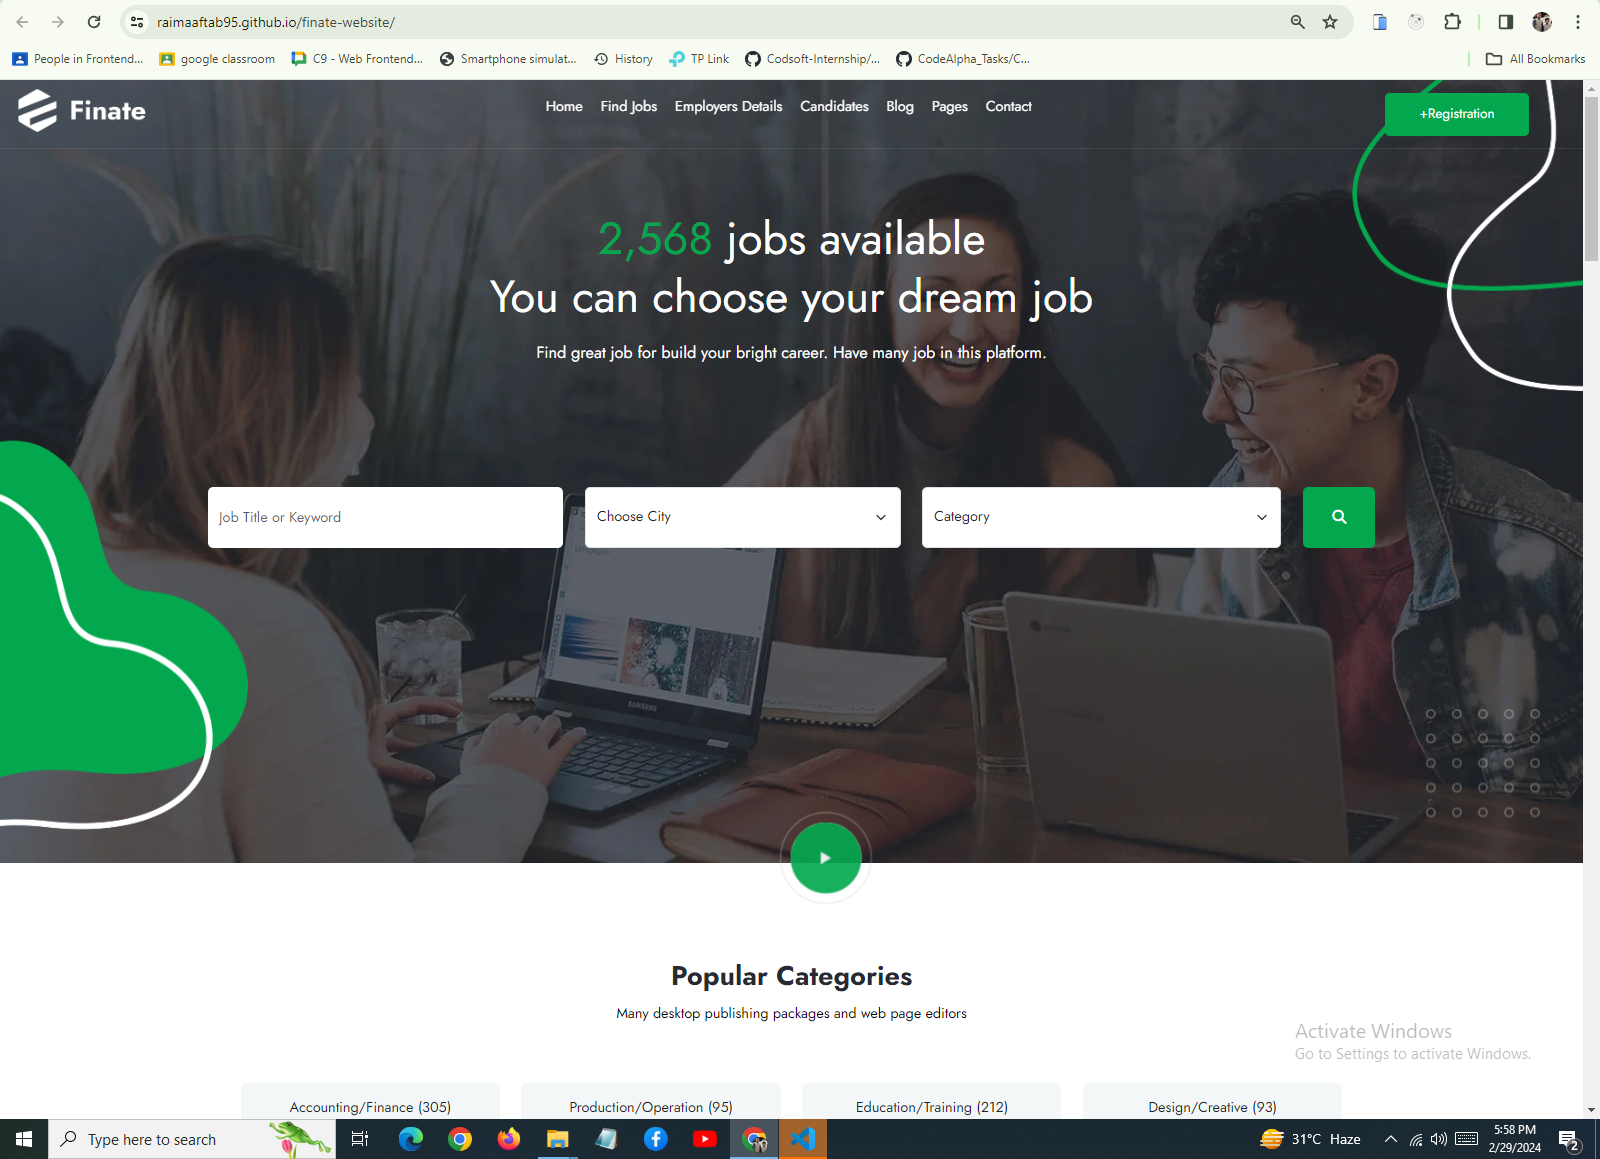 raimaaftab95.github.io/finate-website/
People in Frontend...
google classroom
C9 - Web Frontend...
Smartphone simulat...
History
TP Link
Codsoft-Internship/...
CodeAlpha_Tasks/C...
All Bookmarks
Finate
Home Find Jobs Employers Details Candidates Blog Pages Contact
+Registration
2,568 jobs available
You can choose your dream job
Find great job for build your bright career. Have many job in this platform.
Job Title or Keyword
Choose City
Category
SAMSUNG
Popular Categories
Many desktop publishing packages and web page editors
Activate Windows
Go to Settings to activate Windows.
Accounting/Finance (305)
Production/Operation (95)
Education/Training (212)
Design/Creative (93)
Type here to search
31°C Haze
5:58 PM
2/29/2024
2